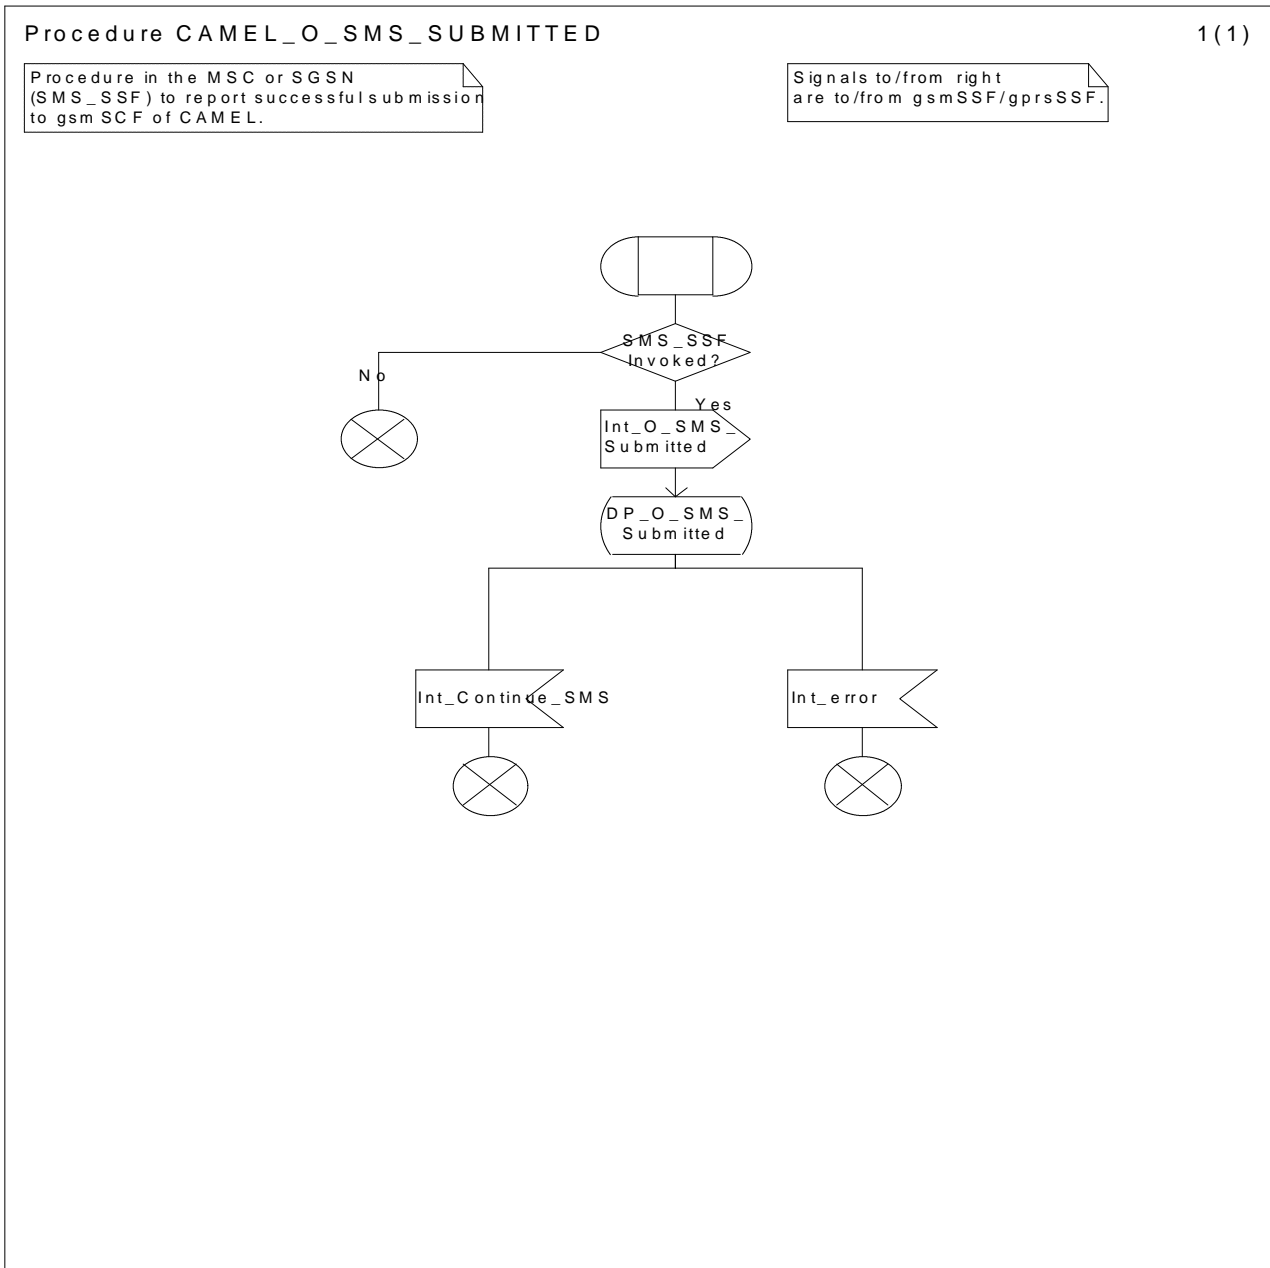 Procedure CAMEL_O_SMS_SUBMITTED
1(1)
Procedure in the MSC or SGSN
(SMS_SSF) to report successful submission
to gsmSCF of CAMEL.
Signals to/from right
are to/from gsmSSF/gprsSSF.
SMS_SSF
Invoked?
No
Yes
Int_O_SMS_
Submitted
DP_O_SMS_
Submitted
Int_Continue_SMS
Int_error